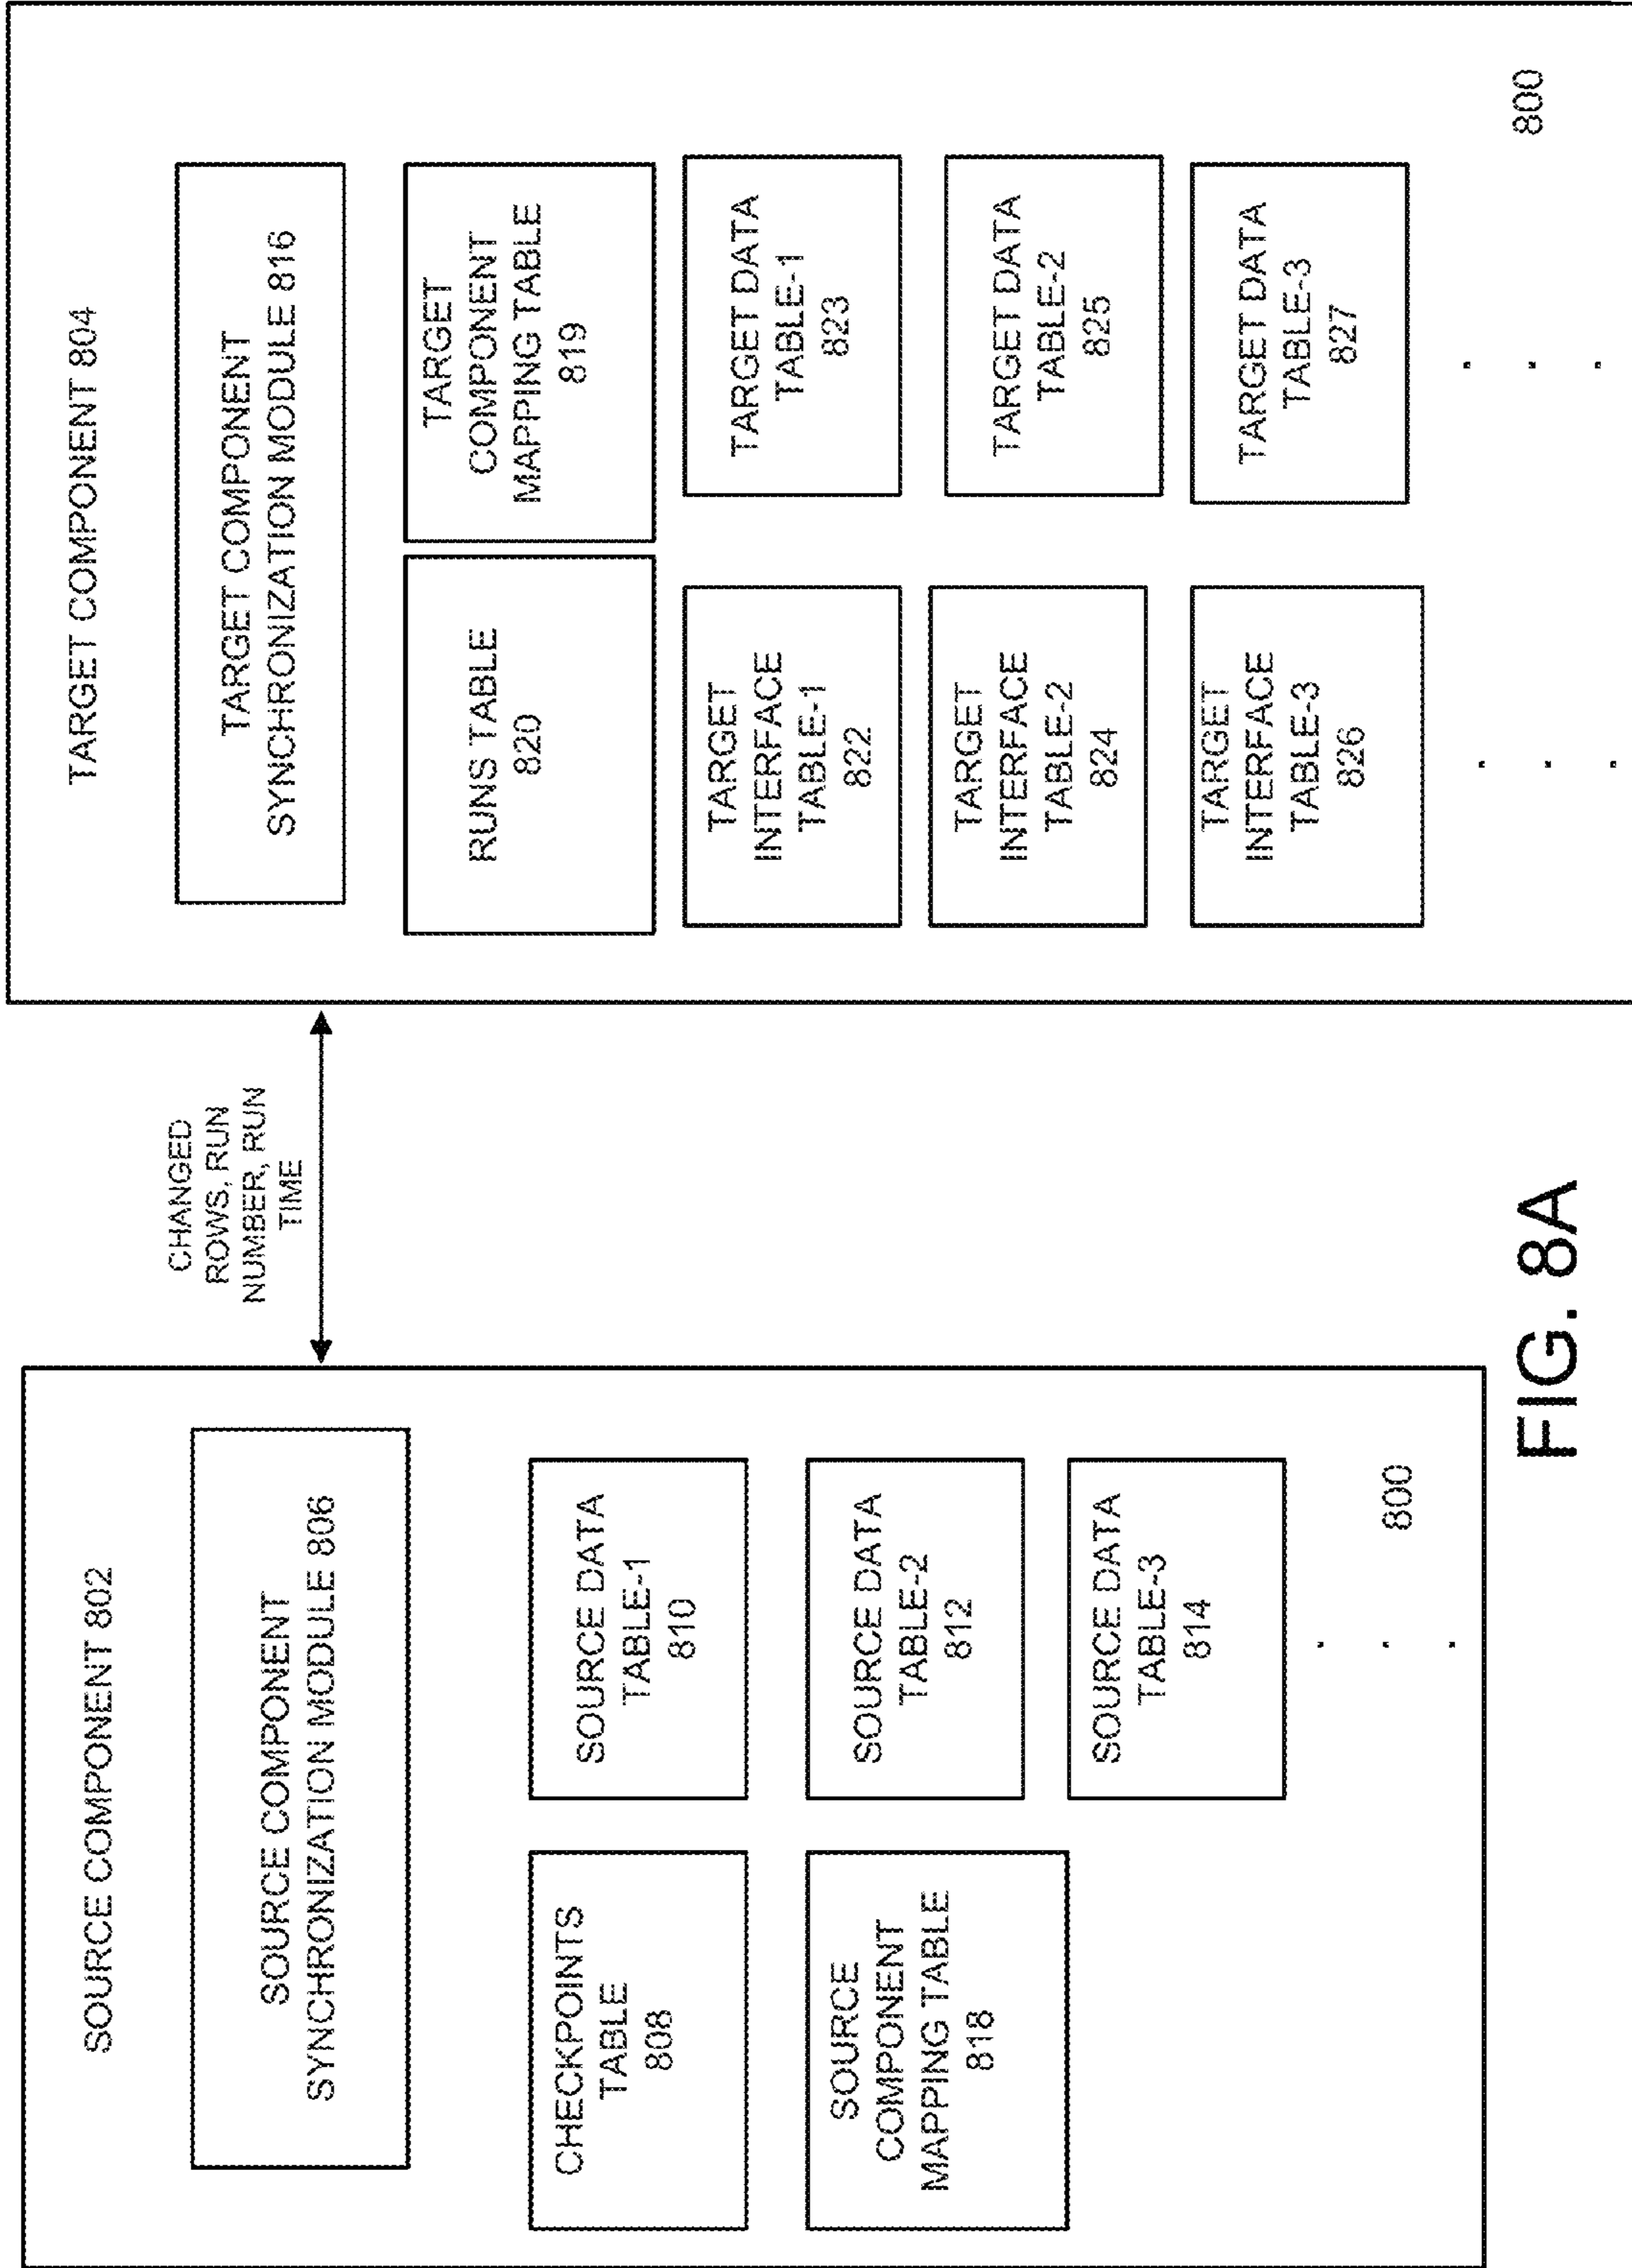 SOURCE COMPONENT 802
SOURCE COMPONENT
SYNCHRONIZATION MODULE 806
CHECKPOINTS
TABLE
808
SOURCE DATA
TABLE-1
810
SOURCE
COMPONENT
MAPPING TABLE
818
SOURCE DATA
TABLE-2
812
SOURCE DATA
TABLE-3
814
. . .
800
CHANGED
ROWS, RUN
NUMBER, RUN
TIME
TARGET COMPONENT 804
TARGET COMPONENT
SYNCHRONIZATION MODULE 816
RUNS TABLE
820
TARGET
COMPONENT
MAPPING TABLE
819
TARGET
INTERFACE
TABLE-1
822
TARGET DATA
TABLE-1
823
TARGET
INTERFACE
TABLE-2
824
TARGET DATA
TABLE-2
825
TARGET
INTERFACE
TABLE-3
826
TARGET DATA
TABLE-3
827
. . .
. . .
800
FIG. 8A